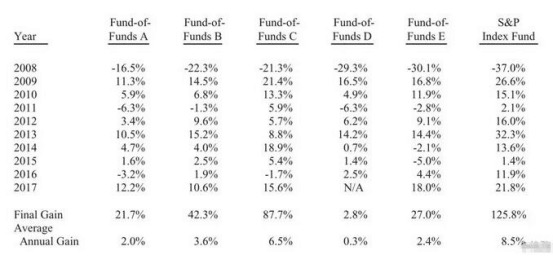 Year Fund-of-Funds A Fund-of-Funds B Fund-of-Funds C Fund-of-Funds D Fund-of-Funds E S&P Index Fund
2008 -16.5% -22.3% -21.3% -29.3% -30.1% -37.0%
2009 11.3% 14.5% 21.4% 16.5% 16.8% 26.6%
2010 5.9% 6.8% 13.3% 4.9% 11.9% 15.1%
2011 -6.3% -1.3% 5.9% -6.3% -2.8% 2.1%
2012 3.4% 9.6% 5.7% 6.2% 9.1% 16.0%
2013 10.5% 15.2% 8.8% 14.2% 14.4% 32.3%
2014 4.7% 4.0% 18.9% 0.7% -2.1% 13.6%
2015 1.6% 2.5% 5.4% 1.4% -5.0% 1.4%
2016 -3.2% 1.9% -1.7% 2.5% 4.4% 11.9%
2017 12.2% 10.6% 15.6% N/A 18.0% 21.8%
Final Gain 21.7% 42.3% 87.7% 2.8% 27.0% 125.8%
Average
Annual Gain 2.0% 3.6% 6.5% 0.3% 2.4% 8.5%